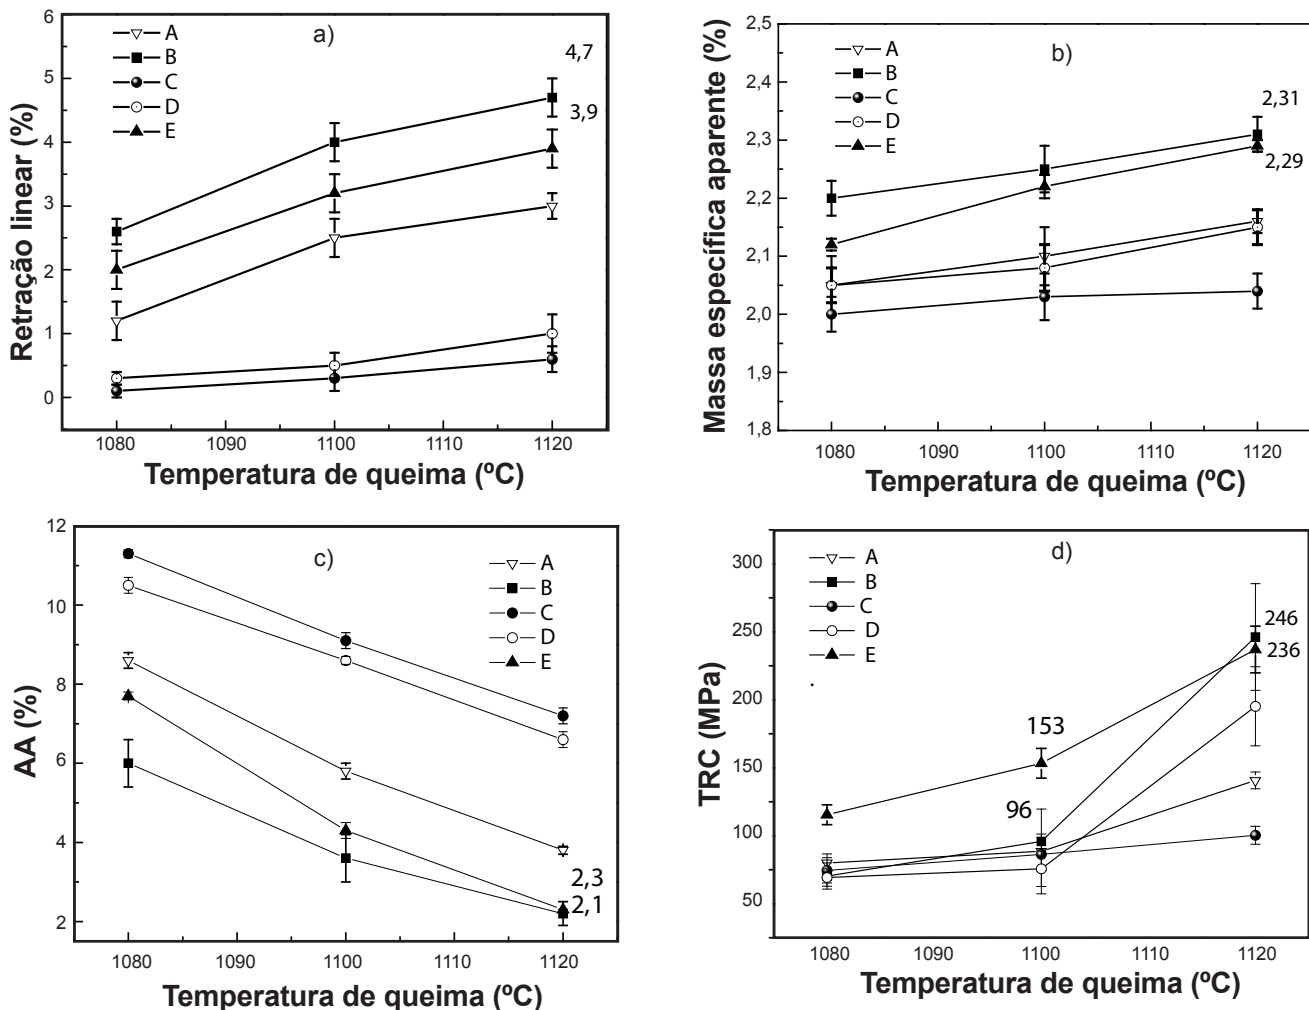 a)
A
B
C
D
E
4,7
3,9
6
5
4
3
2
1
0
Retração linear (%)
1080 1090 1100 1110 1120
Temperatura de queima (ºC)
b)
A
B
C
D
E
2,31
2,29
2,5
2,4
2,3
2,2
2,1
2,0
1,9
1,8
Massa específica aparente (%)
1080 1090 1100 1110 1120
Temperatura de queima (ºC)
c)
A
B
C
D
E
2,3
2,1
12
10
8
6
4
2
AA (%)
1080 1090 1100 1110 1120
Temperatura de queima (ºC)
d)
A
B
C
D
E
246
236
153
96
300
250
200
150
100
50
TRC (MPa)
1080 1090 1100 1110 1120
Temperatura de queima (ºC)